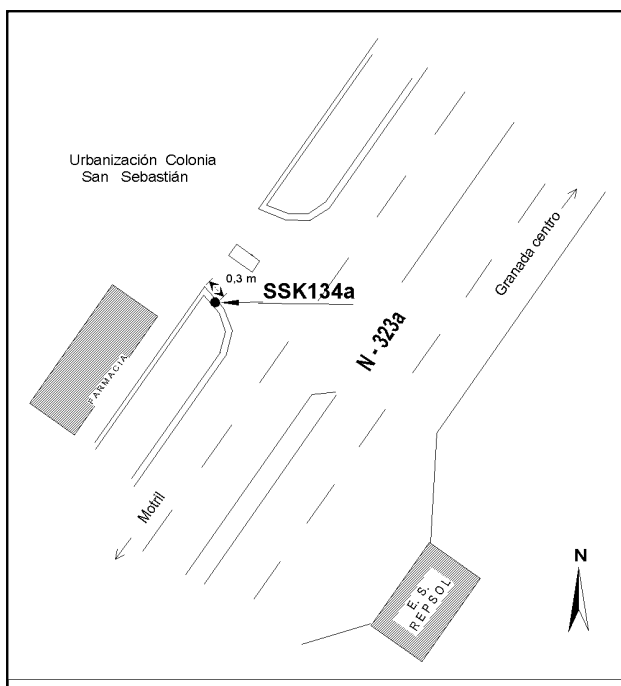 Urbanización Colonia
San Sebastián
Granada centro
0,3 m
SSK134a
N - 323a
FARMACIA
Motril
E. S.
REPSOL
N